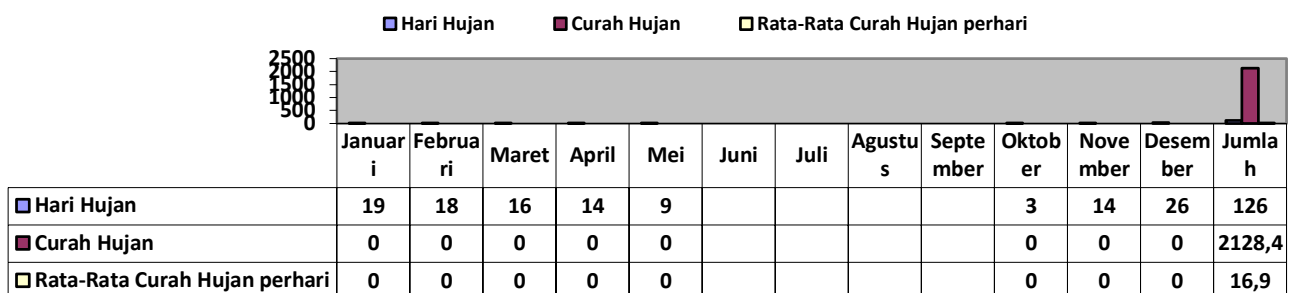 Hari Hujan Curah Hujan Rata-Rata Curah Hujan perhari
2500
2000
1500
1000
500
0
Januari Februari Maret April Mei Juni Juli Agustus September Oktober November Desember Jumlah
Hari Hujan 19 18 16 14 9 3 14 26 126
Curah Hujan 0 0 0 0 0 0 0 0 2128,4
Rata-Rata Curah Hujan perhari 0 0 0 0 0 0 0 0 16,9